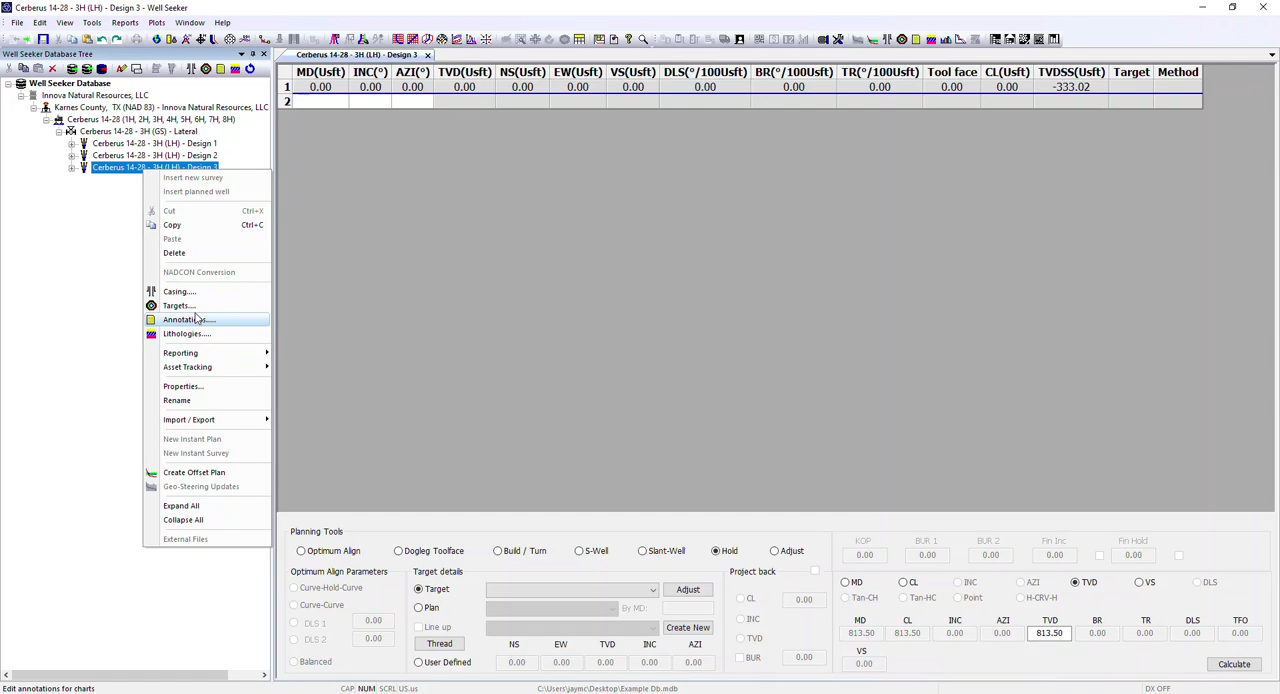 Cerberus 14-28 - 3H (LH) - Design 3 - Well Seeker
File Edit View Tools Reports Plots Window Help
Well Seeker Database Tree
Cerberus 14-28 - 3H (LH) - Design 3
Well Seeker Database
Innova Natural Resources, LLC
Karnes County, TX (NAD 83) - Innova Natural Resources, LLC
Cerberus 14-28 (1H, 2H, 3H, 4H, 5H, 6H, 7H, 8H)
Cerberus 14-28 - 3H (GS) - Lateral
Cerberus 14-28 - 3H (LH) - Design 1
Cerberus 14-28 - 3H (LH) - Design 2
Cerberus 14-28 - 3H (LH) - Design 3
Insert new survey
Insert planned well
Cut Ctrl+X
Copy Ctrl+C
Paste
Delete
NADCON Conversion
Casing.....
Targets....
Annotations.....
Lithologies.....
Reporting
Asset Tracking
Properties...
Rename
Import / Export
New Instant Plan
New Instant Survey
Create Offset Plan
Geo-Steering Updates
Expand All
Collapse All
External Files
MD(Usft) INC(°) AZI(°) TVD(Usft) NS(Usft) EW(Usft) VS(Usft) DLS(°/100Usft) BR(°/100Usft) TR(°/100Usft) Tool face CL(Usft) TVDSS(Usft) Target Method
1 0.00 0.00 0.00 0.00 0.00 0.00 0.00 0.00 0.00 0.00 0.00 0.00 -333.02
2
Planning Tools
Optimum Align Dogleg Toolface Build / Turn S-Well Slant-Well Hold Adjust
Optimum Align Parameters
Curve-Hold-Curve
Curve-Curve
DLS 1 0.00
DLS 2 0.00
Balanced
Target details
Target Adjust
Plan By MD:
Line up Create New
Thread NS EW TVD INC AZI
User Defined 0.00 0.00 0.00 0.00 0.00
Project back
CL 0.00
INC
TVD
BUR 0.00
KOP BUR 1 BUR 2 Fin Inc Fin Hold
0.00 0.00 0.00 0.00 0.00
MD CL INC AZI TVD VS DLS
Tan-CH Tan-HC Point H-CRV-H
MD CL INC AZI TVD BR TR DLS TFO
813.50 813.50 0.00 0.00 813.50 0.00 0.00 0.00 0.00
VS
0.00 Calculate
Edit annotations for charts CAP NUM SCRL US.us C:\Users\jaymc\Desktop\Example Db.mdb DX OFF